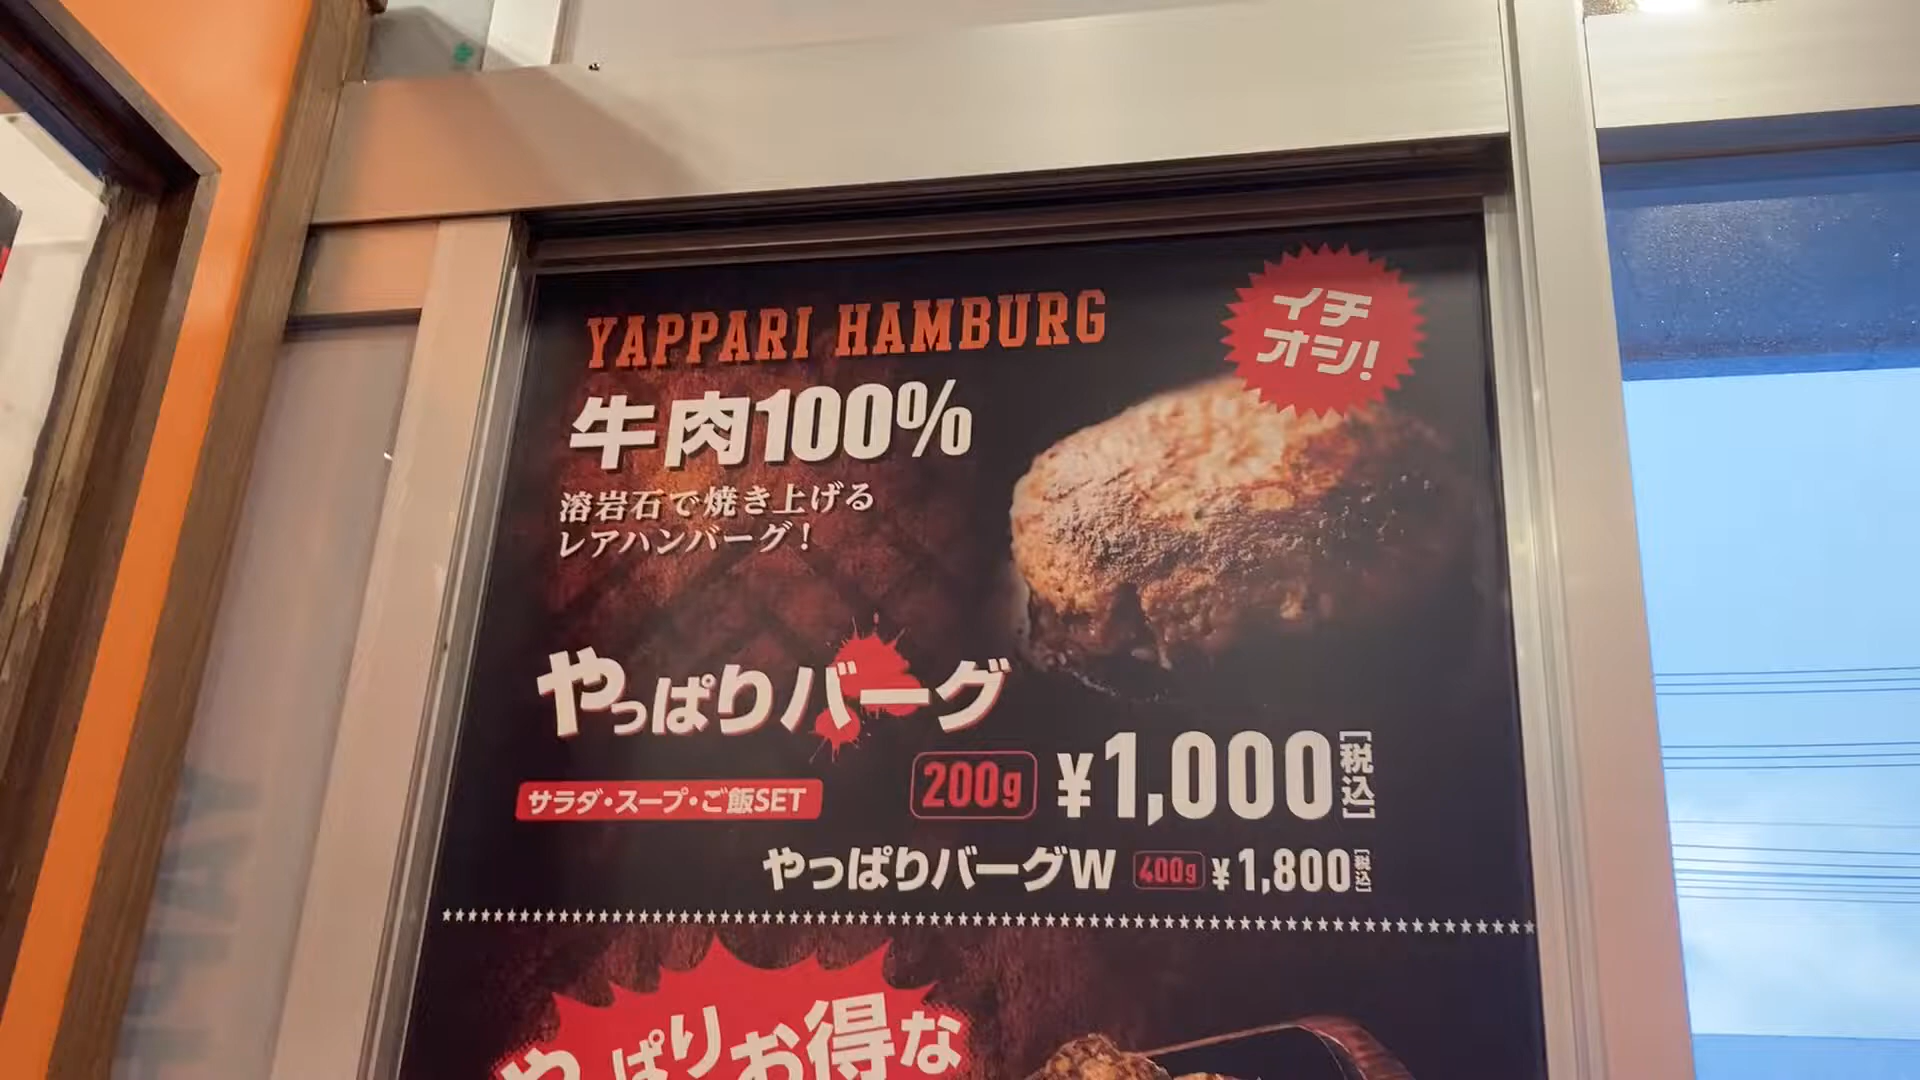 YAPPARI HAMBURG
イチ
オシ!
牛肉100%
溶岩石で焼き上げる
レアハンバーグ!
やっぱりバーグ
サラダ・スープ・ご飯SET
200g ¥1,000 [税込]
やっぱりバーグW 400g ¥1,800 [税込]
やっぱりお得な